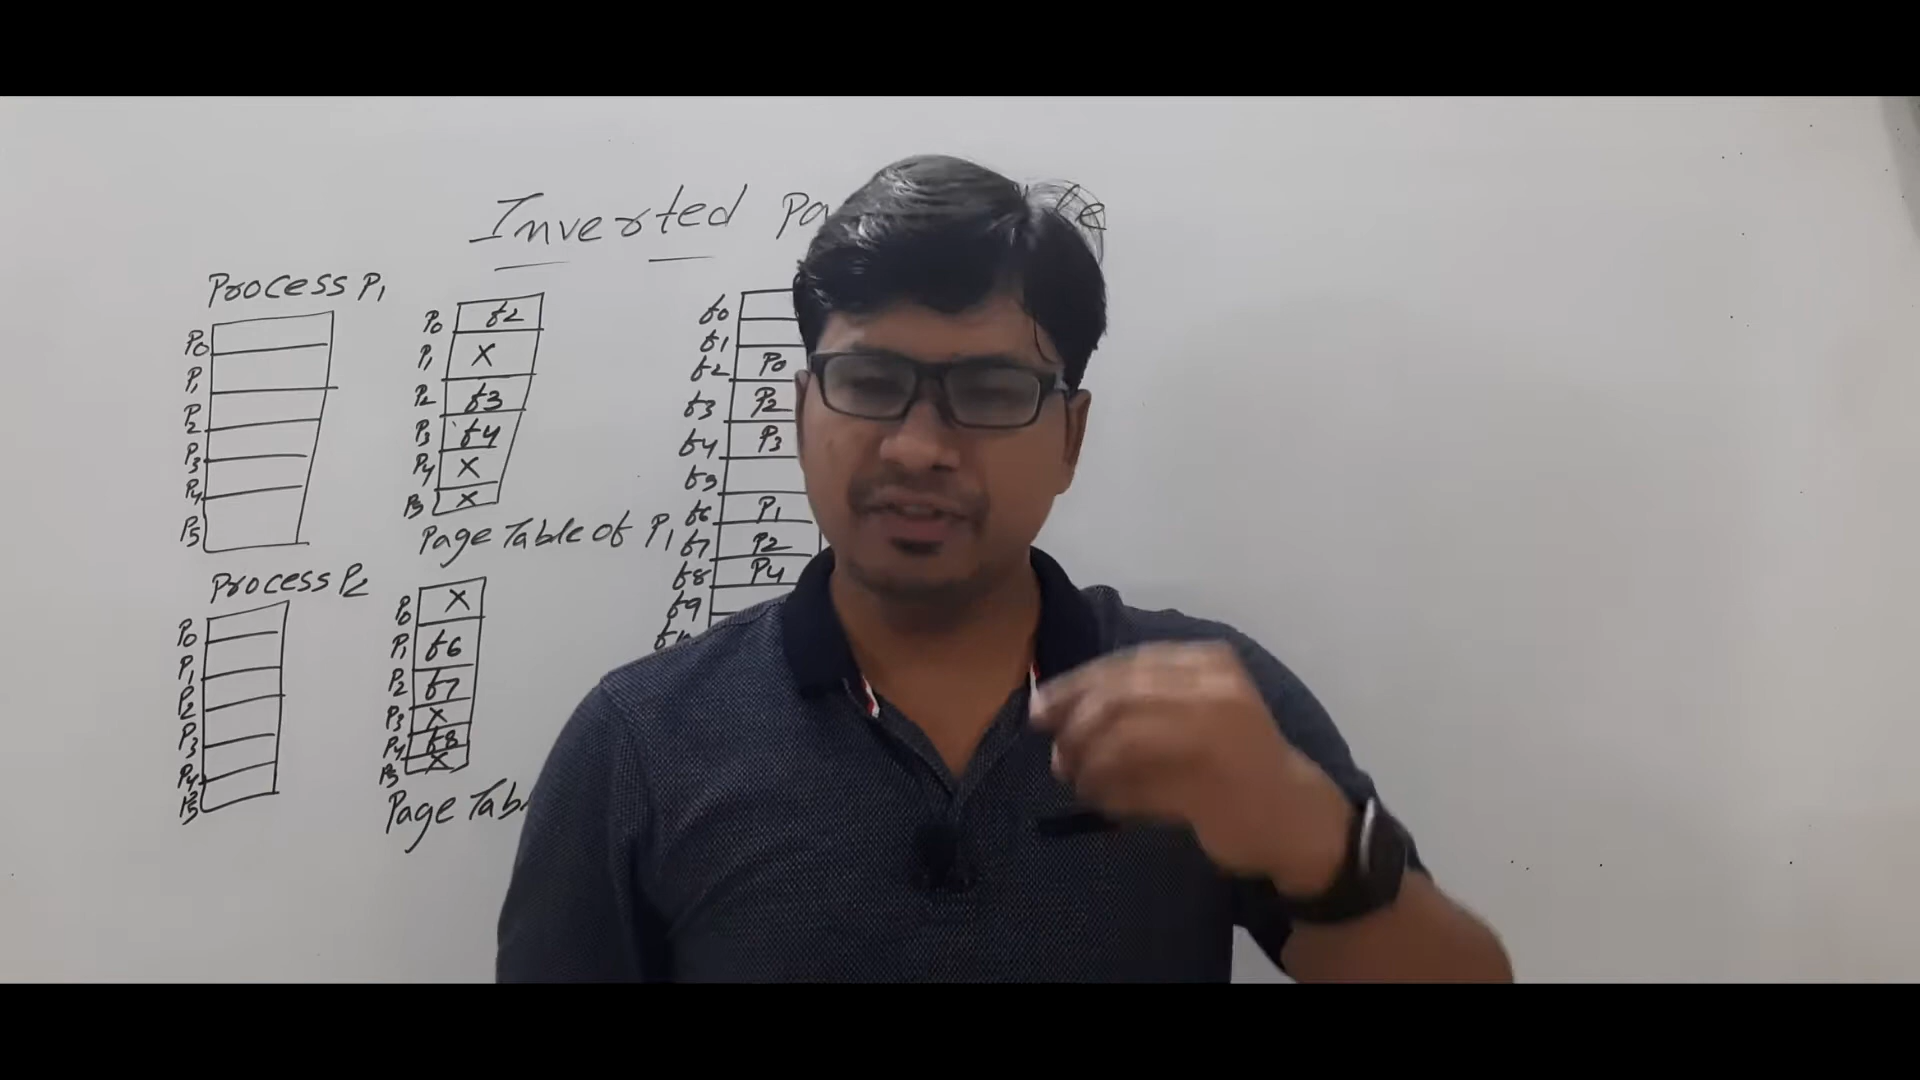 Inverted Pa le
Process P1
P0
P1
P2
P3
P4
P5
P0 f2
P1 X
P2 f3
P3 f4
P4 X
P5 X
Page Table of P1
f0
f1
f2 P0
f3 P2
f4 P3
f5
f6 P1
f7 P2
f8 P4
f9
Process P2
P0
P1
P2
P3
P4
P5
P0 X
P1 f6
P2 f7
P3 X
P4 f8
P5 X
Page Tab